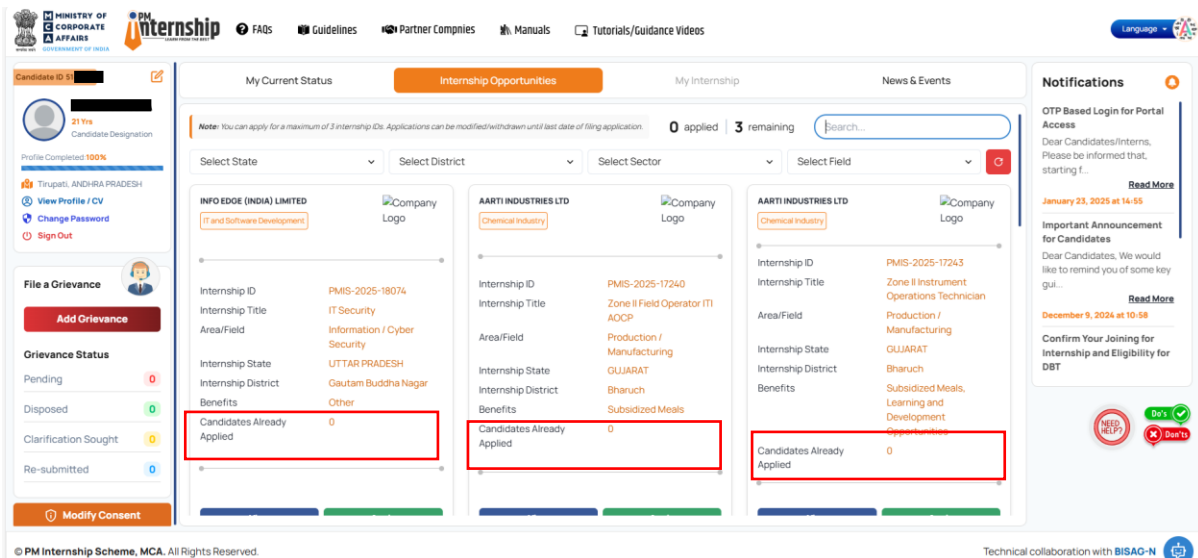 MINISTRY OF
CORPORATE
AFFAIRS
GOVERNMENT OF INDIA
PM
Internship
LEARN FROM THE BEST
FAQs
Guidelines
Partner Compnies
Manuals
Tutorials/Guidance Videos
Language
Candidate ID 51
21 Yrs
Candidate Designation
Profile Completed 100%
Tirupati, ANDHRA PRADESH
View Profile / CV
Change Password
Sign Out
File a Grievance
Add Grievance
Grievance Status
Pending 0
Disposed 0
Clarification Sought 0
Re-submitted 0
Modify Consent
My Current Status
Internship Opportunities
My Internship
News & Events
Note: You can apply for a maximum of 3 internship IDs. Applications can be modified/withdrawn until last date of filing application.
0 applied 3 remaining
Search...
Select State
Select District
Select Sector
Select Field
INFO EDGE (INDIA) LIMITED
IT and Software Development
Company Logo
Internship ID PMIS-2025-18074
Internship Title IT Security
Area/Field Information / Cyber
Security
Internship State UTTAR PRADESH
Internship District Gautam Buddha Nagar
Benefits Other
Candidates Already 0
Applied
AARTI INDUSTRIES LTD
Chemical Industry
Company Logo
Internship ID PMIS-2025-17240
Internship Title Zone II Field Operator ITI
AOCP
Area/Field Production /
Manufacturing
Internship State GUJARAT
Internship District Bharuch
Benefits Subsidized Meals
Candidates Already 0
Applied
AARTI INDUSTRIES LTD
Chemical Industry
Company Logo
Internship ID PMIS-2025-17243
Internship Title Zone II Instrument
Operations Technician
Area/Field Production /
Manufacturing
Internship State GUJARAT
Internship District Bharuch
Benefits Subsidized Meals,
Learning and
Development
Opportunities
Candidates Already 0
Applied
Notifications
OTP Based Login for Portal
Access
Dear Candidates/Interns,
Please be informed that,
starting f...
Read More
January 23, 2025 at 14:55
Important Announcement
for Candidates
Dear Candidates, We would
like to remind you of some key
gui...
Read More
December 9, 2024 at 10:58
Confirm Your Joining for
Internship and Eligibility for
DBT
NEED
HELP?
Do's
Don'ts
© PM Internship Scheme, MCA. All Rights Reserved.
Technical collaboration with BISAG-N